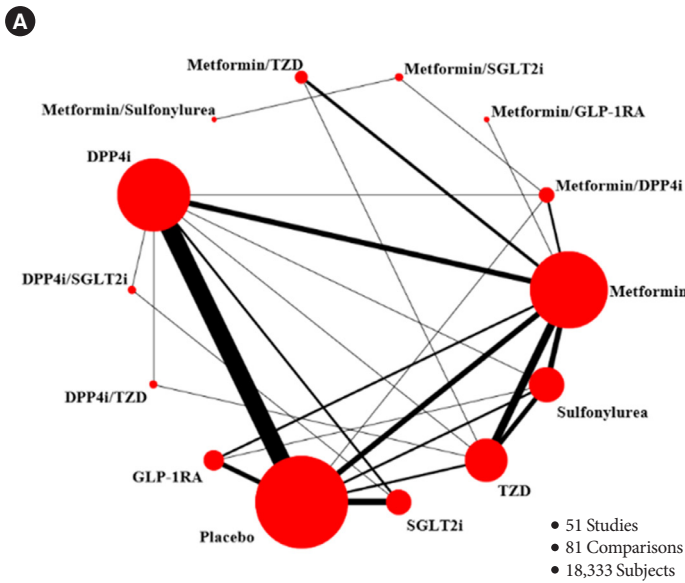 A
Metformin/TZD
Metformin/SGLT2i
Metformin/Sulfonylurea
Metformin/GLP-1RA
DPP4i
Metformin/DPP4i
DPP4i/SGLT2i
Metformin
DPP4i/TZD
Sulfonylurea
GLP-1RA
TZD
SGLT2i
Placebo
• 51 Studies
• 81 Comparisons
• 18,333 Subjects